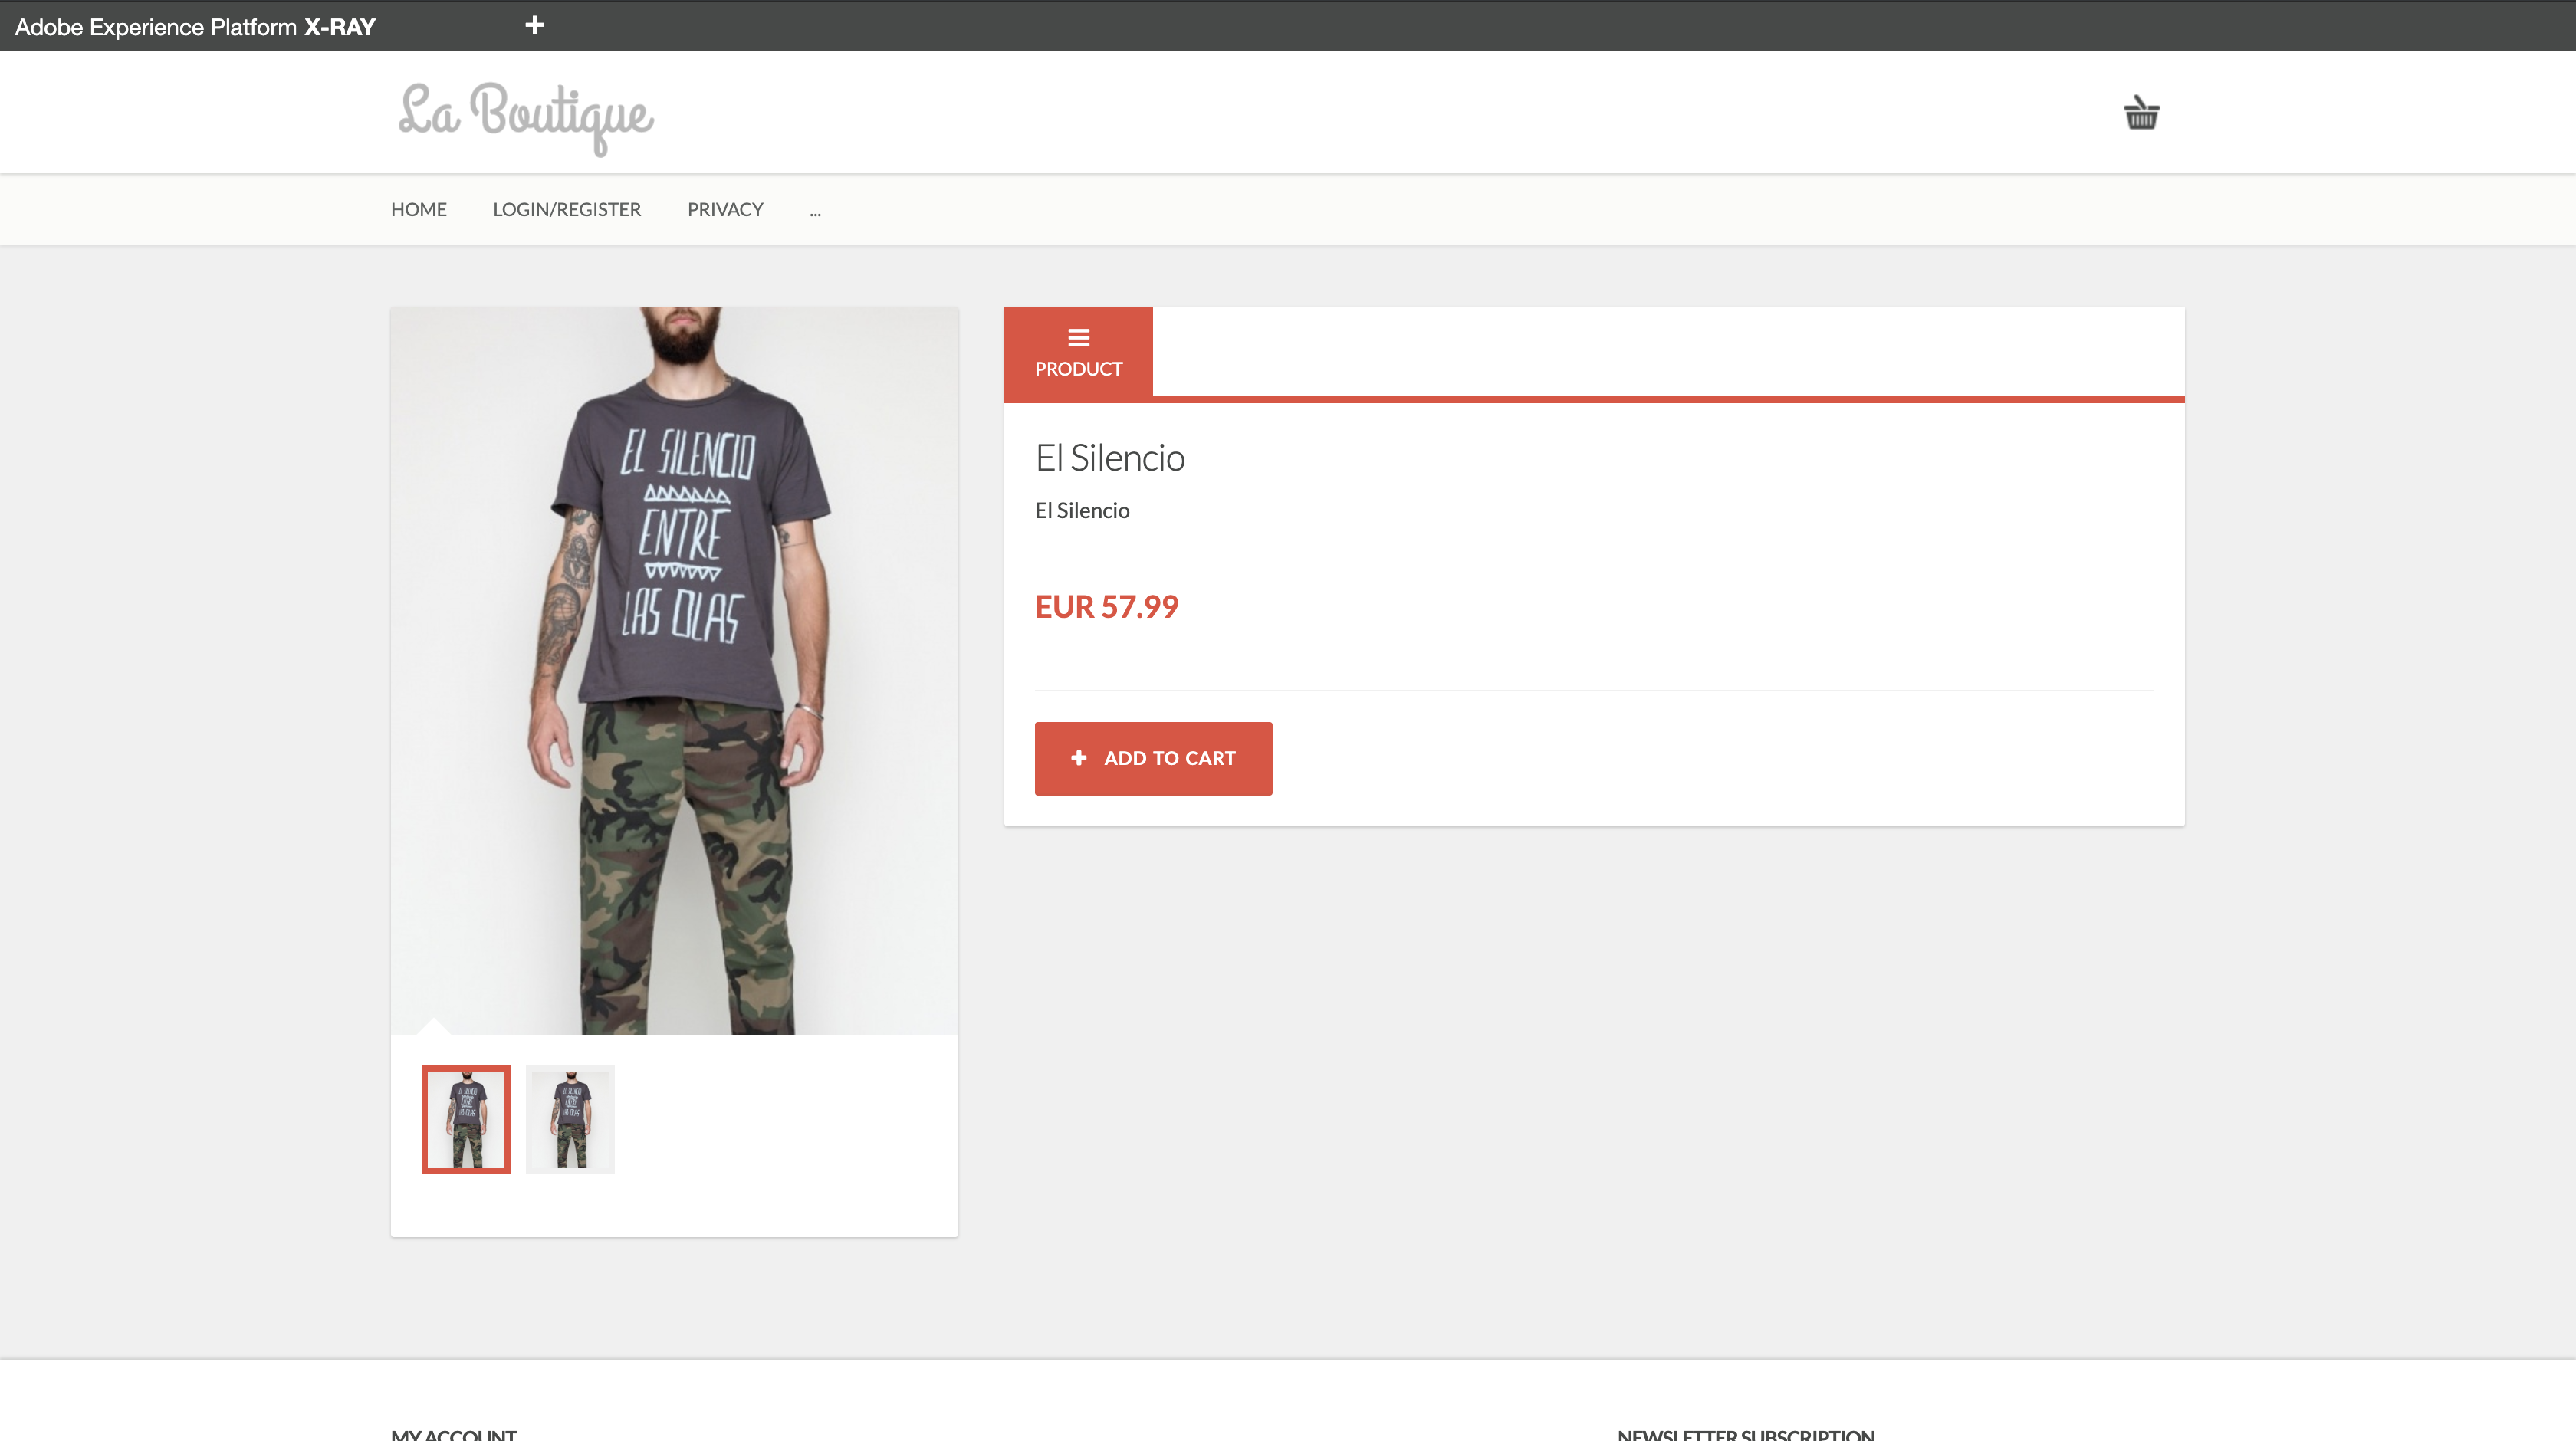 Adobe Experience Platform X-RAY
La Boutique
HOME
LOGIN/REGISTER
PRIVACY
...
EL SILENCIO
ENTRE
LAS OLAS
PRODUCT
El Silencio
El Silencio
EUR 57.99
ADD TO CART
MY ACCOUNT
NEWSLETTER SUBSCRIPTION